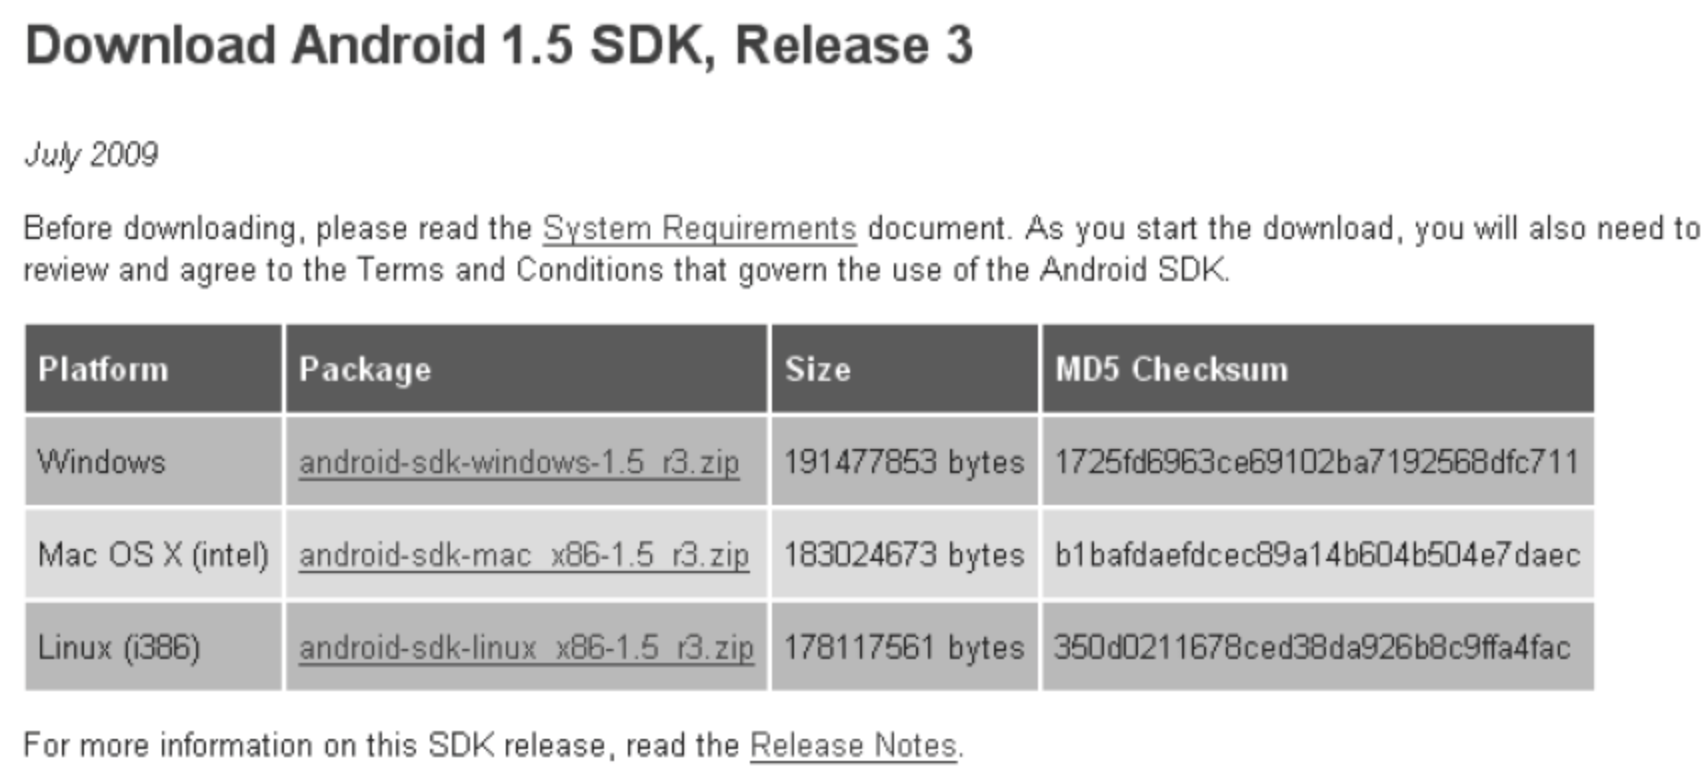 Download Android 1.5 SDK, Release 3
July 2009
Before downloading, please read the System Requirements document. As you start the download, you will also need to
review and agree to the Terms and Conditions that govern the use of the Android SDK.
Platform Package Size MD5 Checksum
Windows android-sdk-windows-1.5_r3.zip 191477853 bytes 1725fd6963ce69102ba7192568dfc711
Mac OS X (intel) android-sdk-mac_x86-1.5_r3.zip 183024673 bytes b1bafdaefdcec89a14b604b504e7daec
Linux (i386) android-sdk-linux_x86-1.5_r3.zip 178117561 bytes 350d0211678ced38da926b8c9ffa4fac
For more information on this SDK release, read the Release Notes.